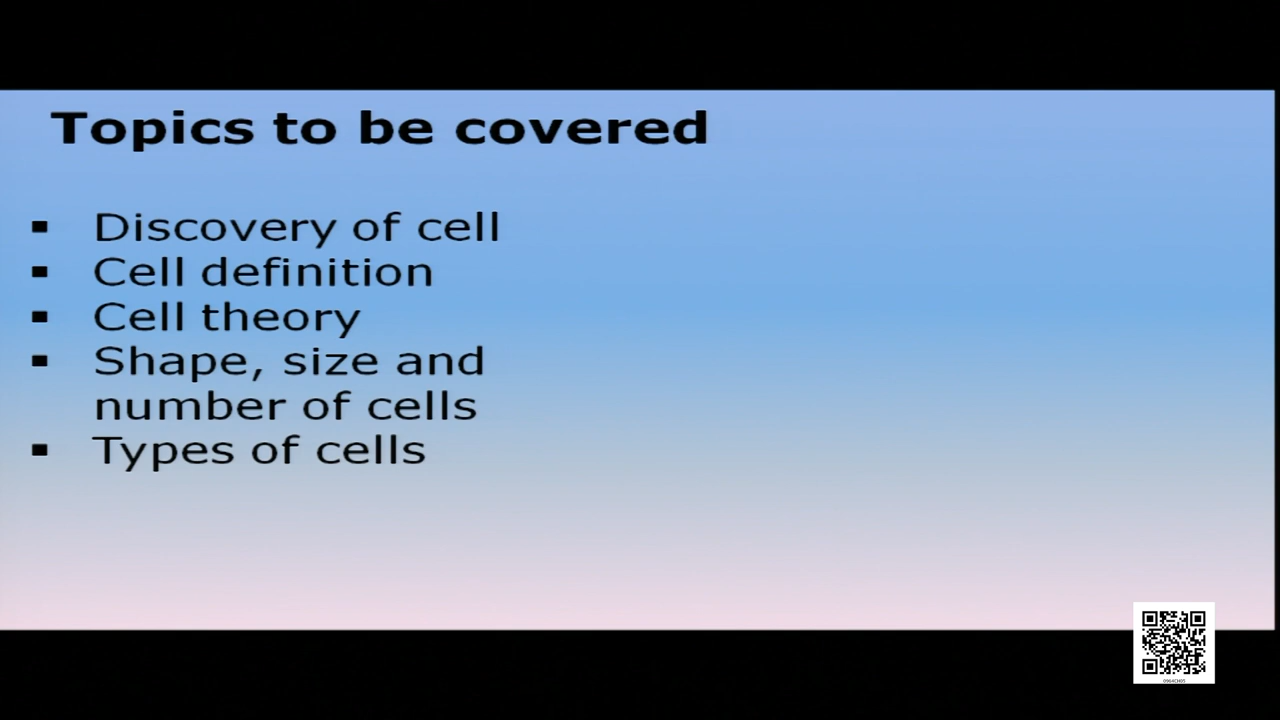 Topics to be covered
▪ Discovery of cell
▪ Cell definition
▪ Cell theory
▪ Shape, size and
number of cells
▪ Types of cells